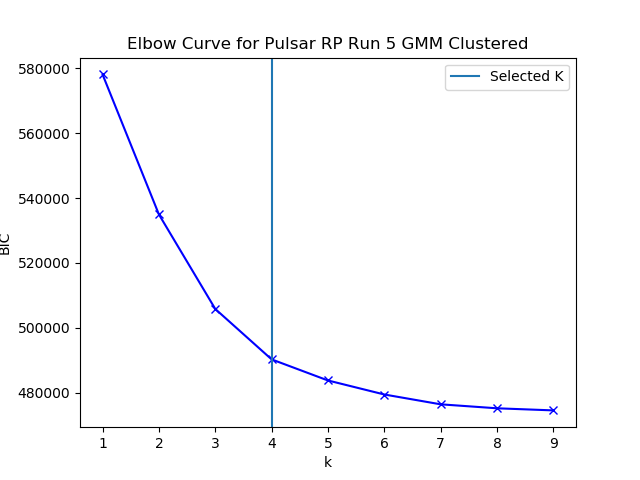 Elbow Curve for Pulsar RP Run 5 GMM Clustered
Selected K
580000
560000
540000
520000
500000
480000
BIC
1 2 3 4 5 6 7 8 9
k